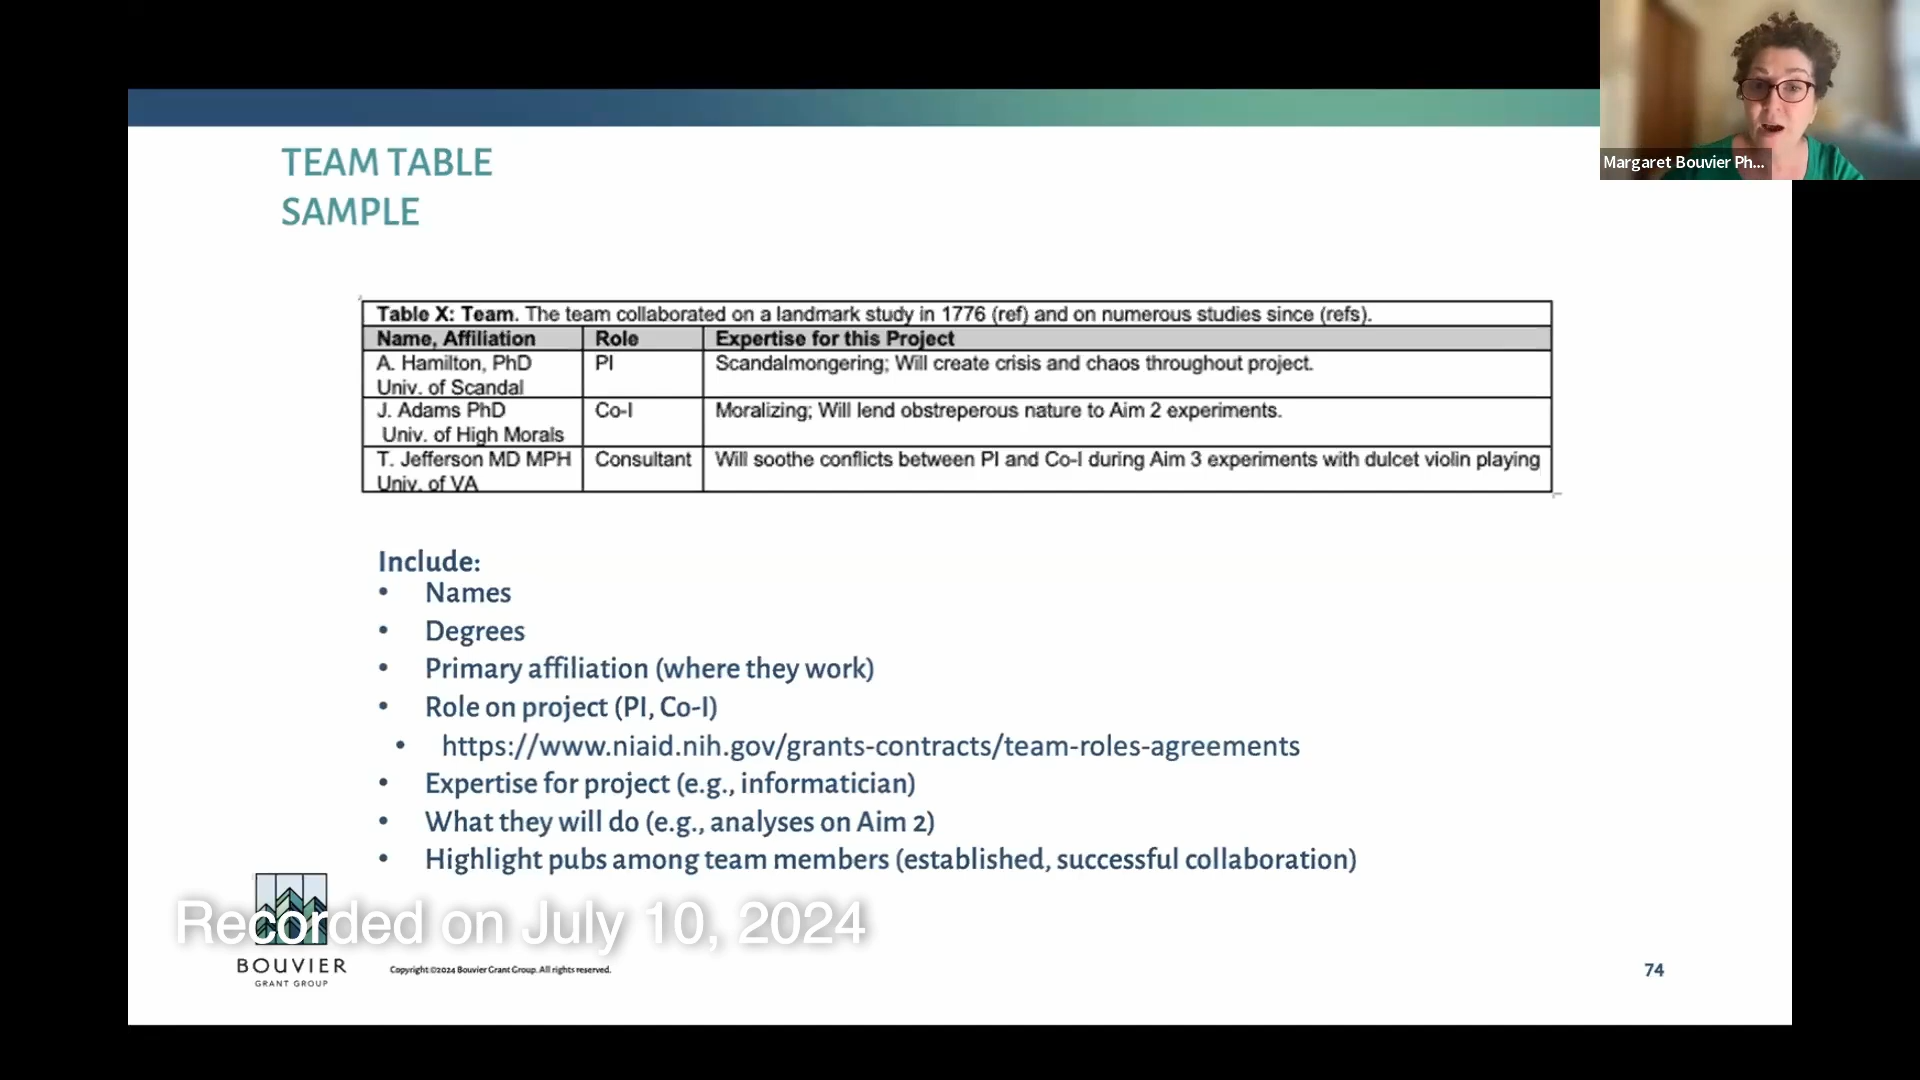 Margaret Bouvier Ph...
TEAM TABLE
SAMPLE
Table X: Team. The team collaborated on a landmark study in 1776 (ref) and on numerous studies since (refs).
Name, Affiliation Role Expertise for this Project
A. Hamilton, PhD PI Scandalmongering; Will create crisis and chaos throughout project.
Univ. of Scandal
J. Adams PhD Co-I Moralizing; Will lend obstreperous nature to Aim 2 experiments.
Univ. of High Morals
T. Jefferson MD MPH Consultant Will soothe conflicts between PI and Co-I during Aim 3 experiments with dulcet violin playing
Univ. of VA
Include:
• Names
• Degrees
• Primary affiliation (where they work)
• Role on project (PI, Co-I)
• https://www.niaid.nih.gov/grants-contracts/team-roles-agreements
• Expertise for project (e.g., informatician)
• What they will do (e.g., analyses on Aim 2)
• Highlight pubs among team members (established, successful collaboration)
Recorded on July 10, 2024
BOUVIER
GRANT GROUP
Copyright ©2024 Bouvier Grant Group. All rights reserved.
74